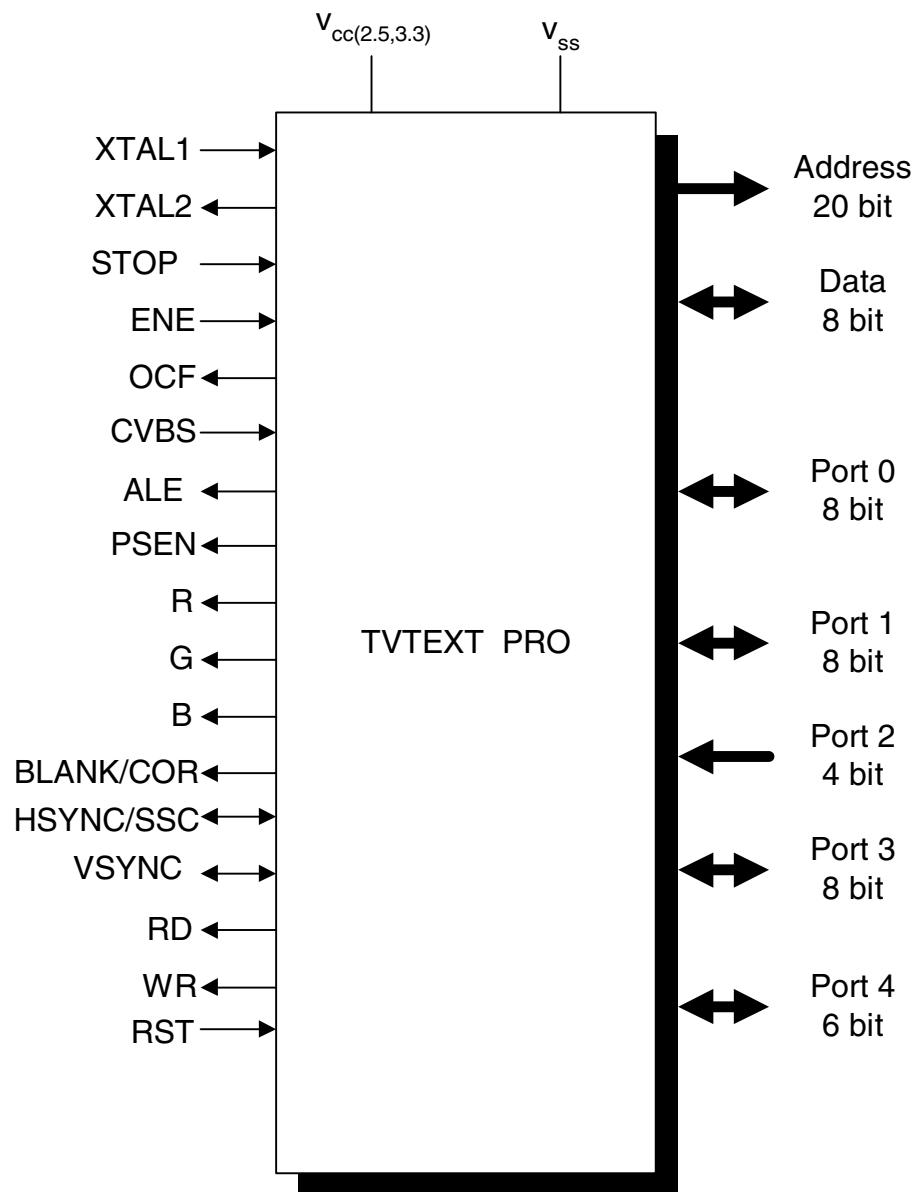 Vcc(2.5,3.3)
Vss
XTAL1
XTAL2
STOP
ENE
OCF
CVBS
ALE
PSEN
R
G
B
BLANK/COR
HSYNC/SSC
VSYNC
RD
WR
RST
TVTEXT PRO
Address
20 bit
Data
8 bit
Port 0
8 bit
Port 1
8 bit
Port 2
4 bit
Port 3
8 bit
Port 4
6 bit